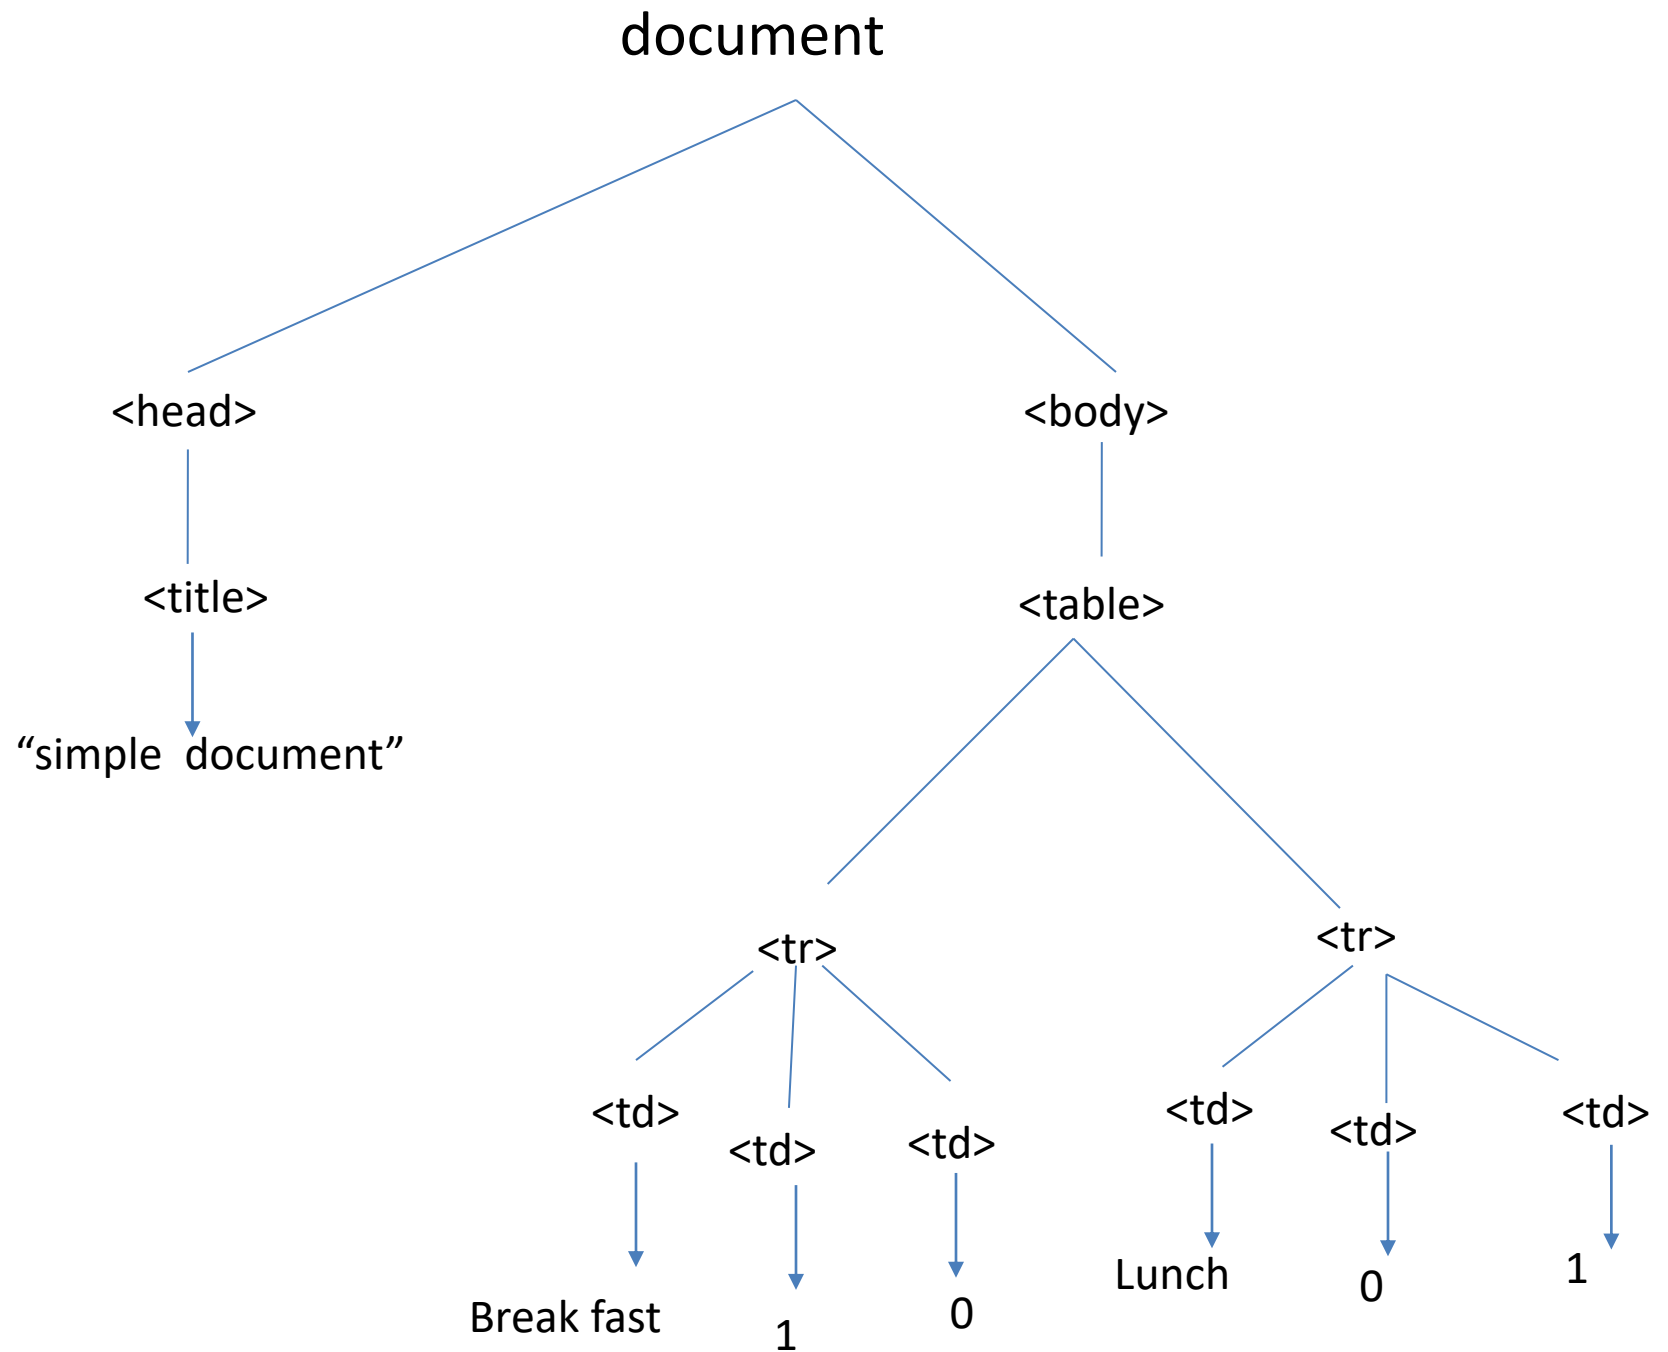 document
<head>
<body>
<title>
<table>
“simple  document”
<tr>
<tr>
<td>
<td>
<td>
<td>
<td>
<td>
Break fast
1
0
Lunch
0
1